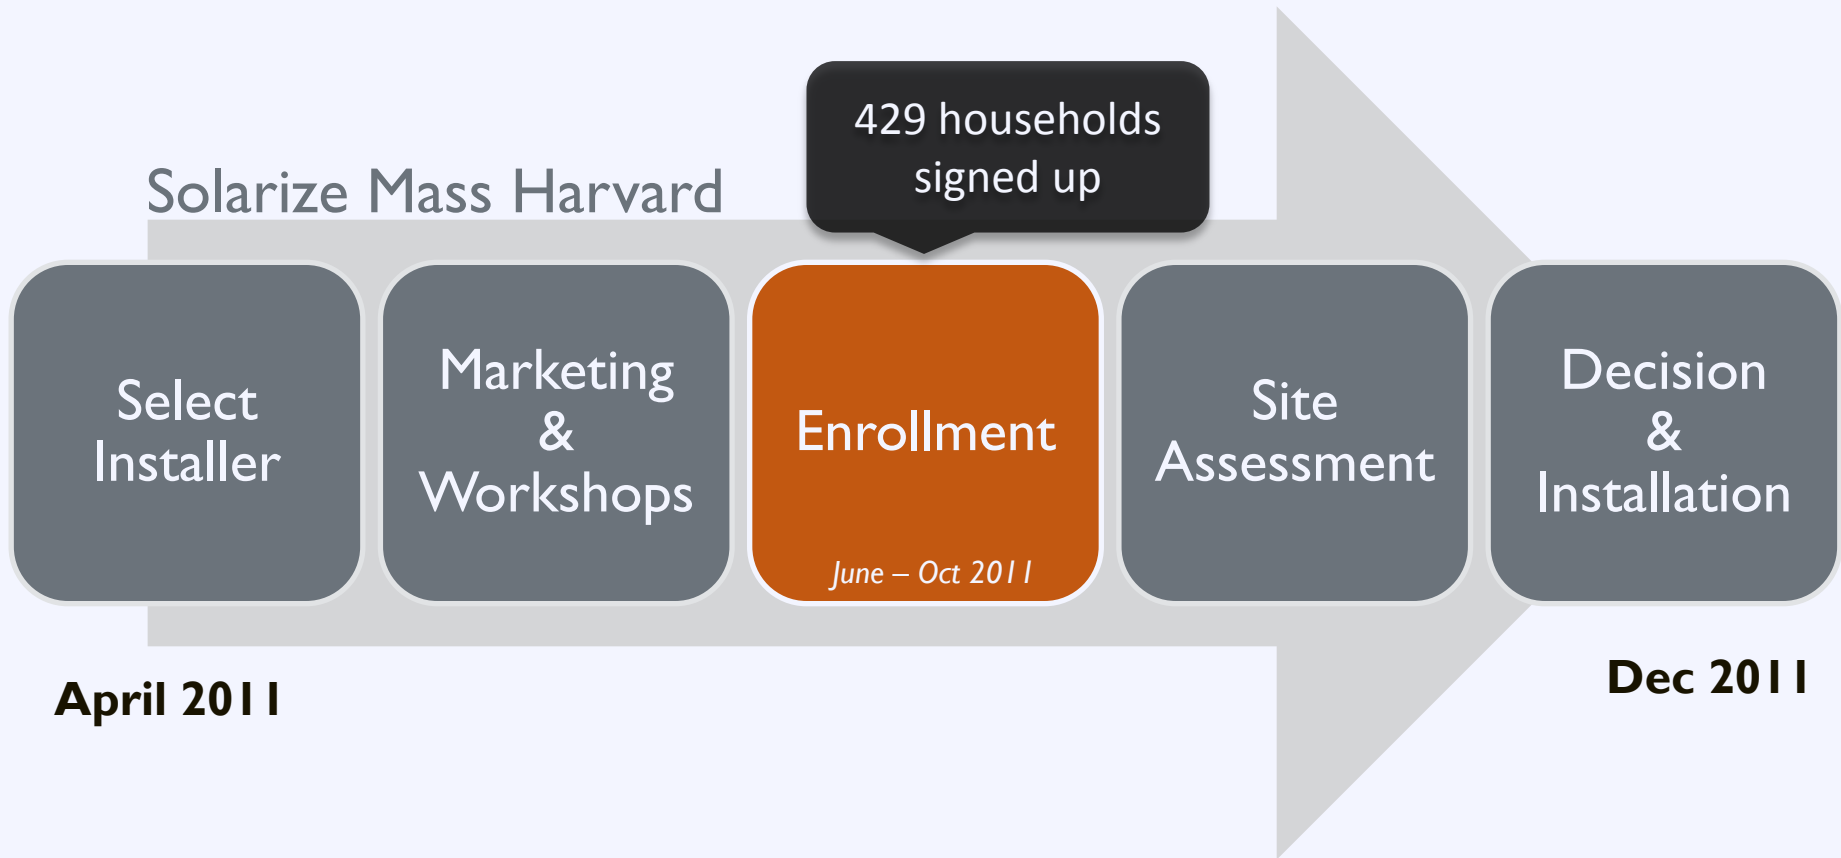 429 households
signed up
Solarize Mass Harvard
Select
Installer
Marketing
&
Workshops
Enrollment
June – Oct 2011
Site
Assessment
Decision
&
Installation
April 2011
Dec 2011